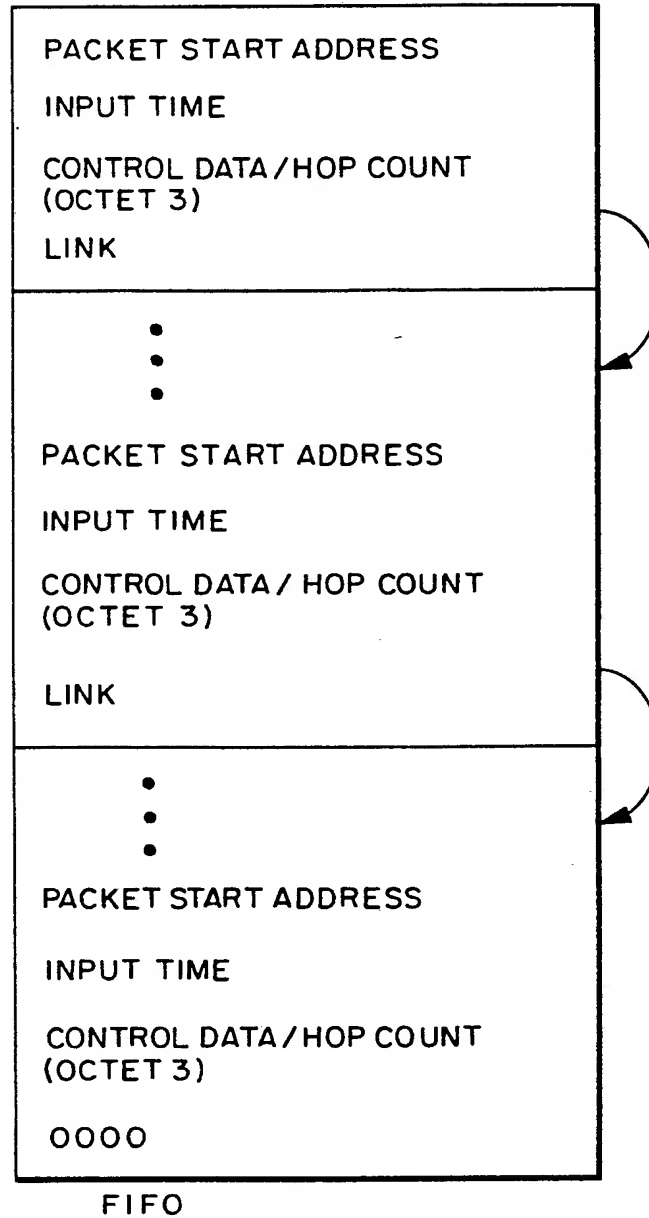 PACKET START ADDRESS
INPUT TIME
CONTROL DATA/HOP COUNT
(OCTET 3)
LINK
PACKET START ADDRESS
INPUT TIME
CONTROL DATA/ HOP COUNT
(OCTET 3)
LINK
PACKET START ADDRESS
INPUT TIME
CONTROL DATA/HOP COUNT
(OCTET 3)
0000
FIFO